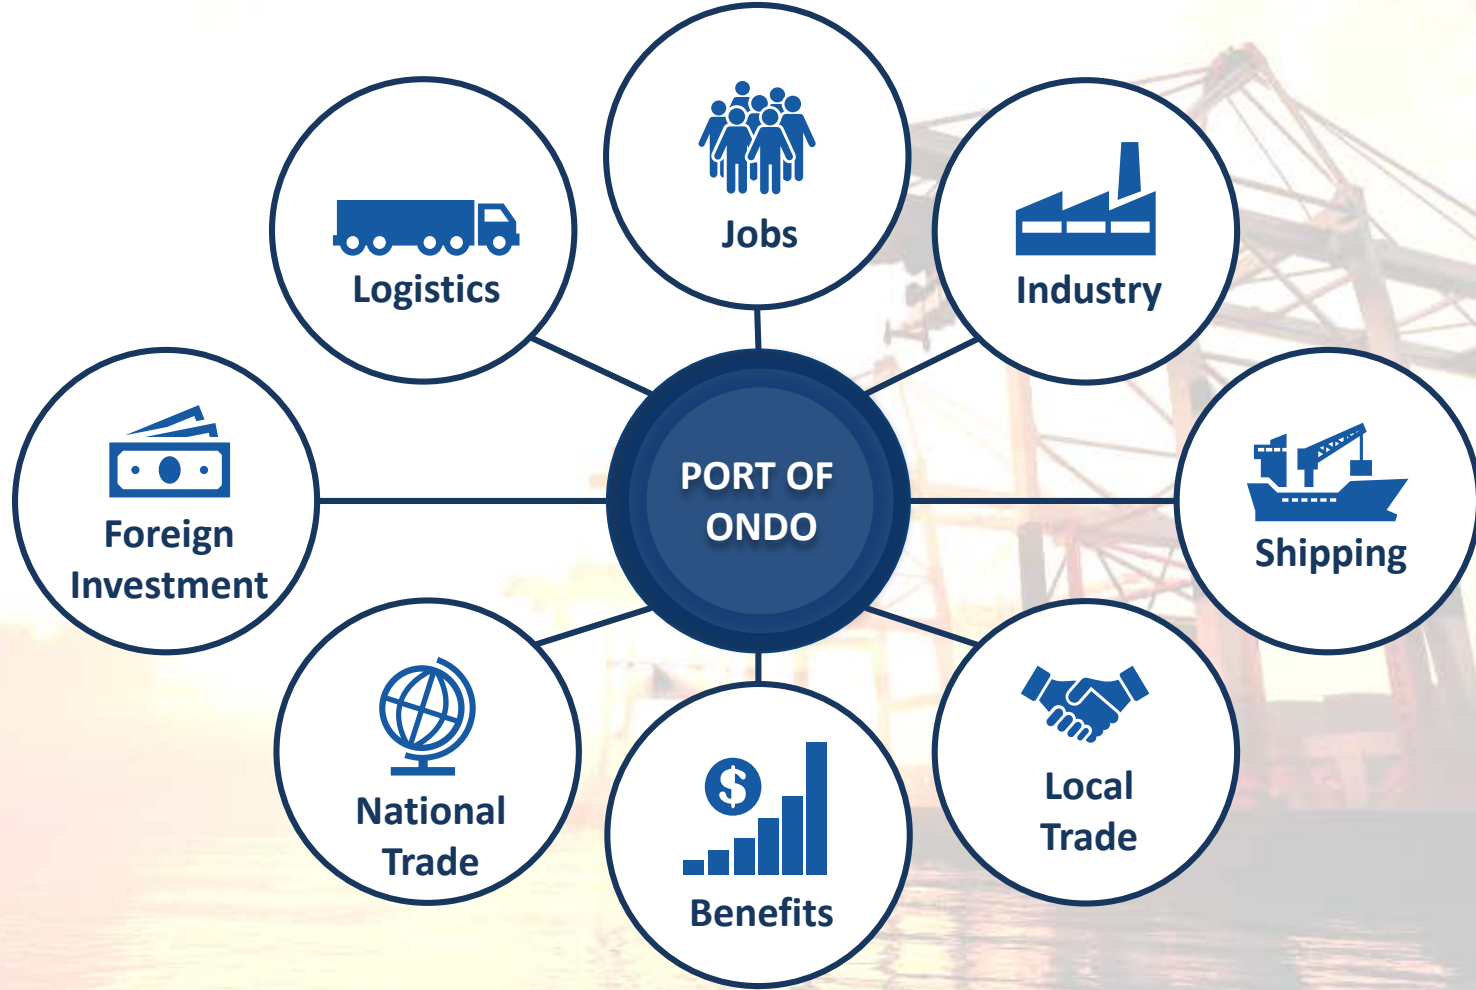 Jobs
Logistics
Industry
PORT OF
ONDO
Foreign
Investment
Shipping
National
Trade
Local
Trade
$
Benefits